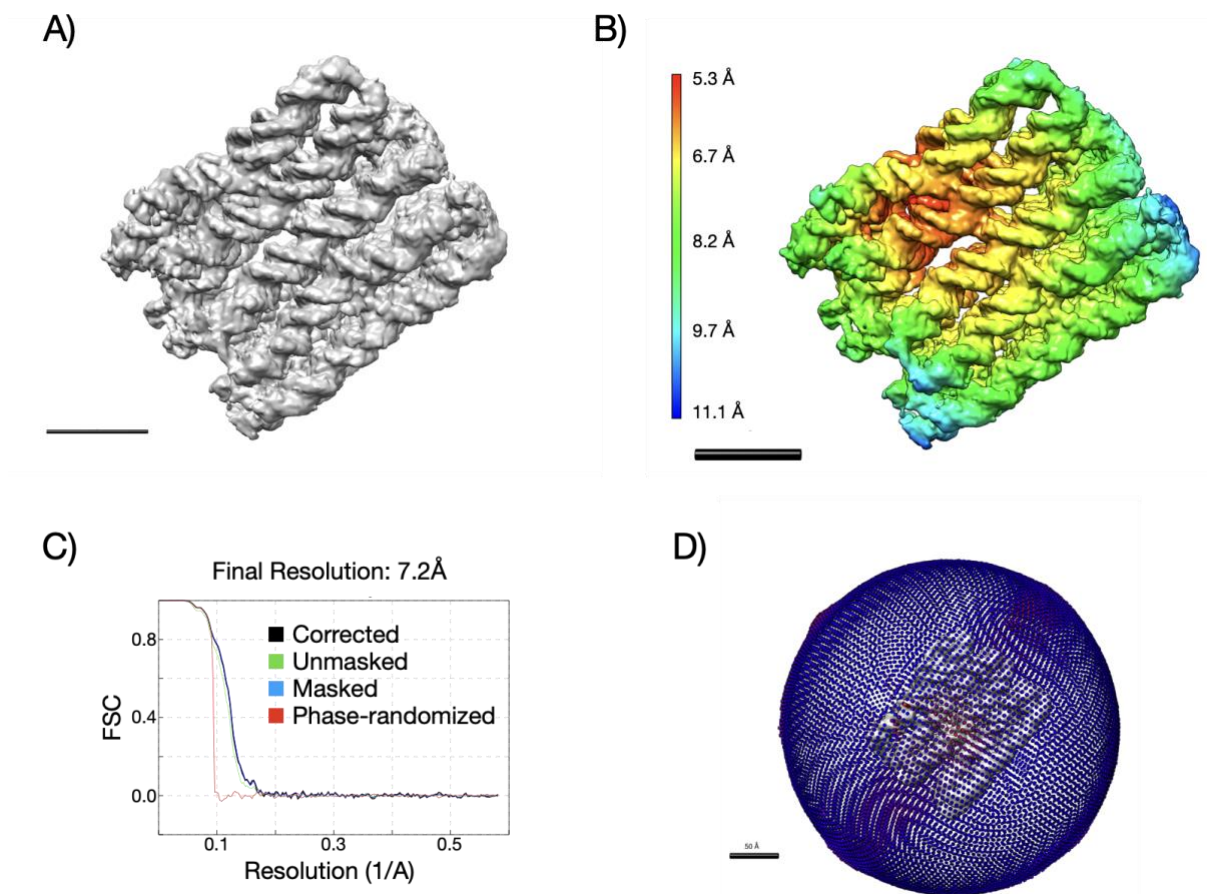 A)
B)
5.3 Å
6.7 Å
8.2 Å
9.7 Å
11.1 Å
C)
Final Resolution: 7.2Å
Corrected
Unmasked
Masked
Phase-randomized
FSC
0.8
0.4
0.0
0.1 0.3 0.5
Resolution (1/A)
D)
50 Å